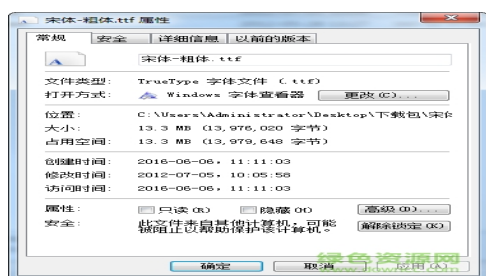 宋体-粗体.ttf 属性
常规 安全 详细信息 以前的版本
宋体-粗体.ttf
文件类型: TrueType 字体文件 (.ttf)
打开方式: Windows 字体查看器 更改(C)...
位置: C:\Users\Administrator\Desktop\下载包\宋体
大小: 13.3 MB (13,976,020 字节)
占用空间: 13.3 MB (13,979,648 字节)
创建时间: 2016-06-06, 11:11:03
修改时间: 2012-07-05, 10:05:58
访问时间: 2016-06-06, 11:11:03
属性: 只读(R) 隐藏(H) 高级(D)...
安全: 此文件来自其他计算机，可能
被阻止以帮助保护该计算机。 解除锁定(K)
绿色资源网
确定 取消 应用(A)